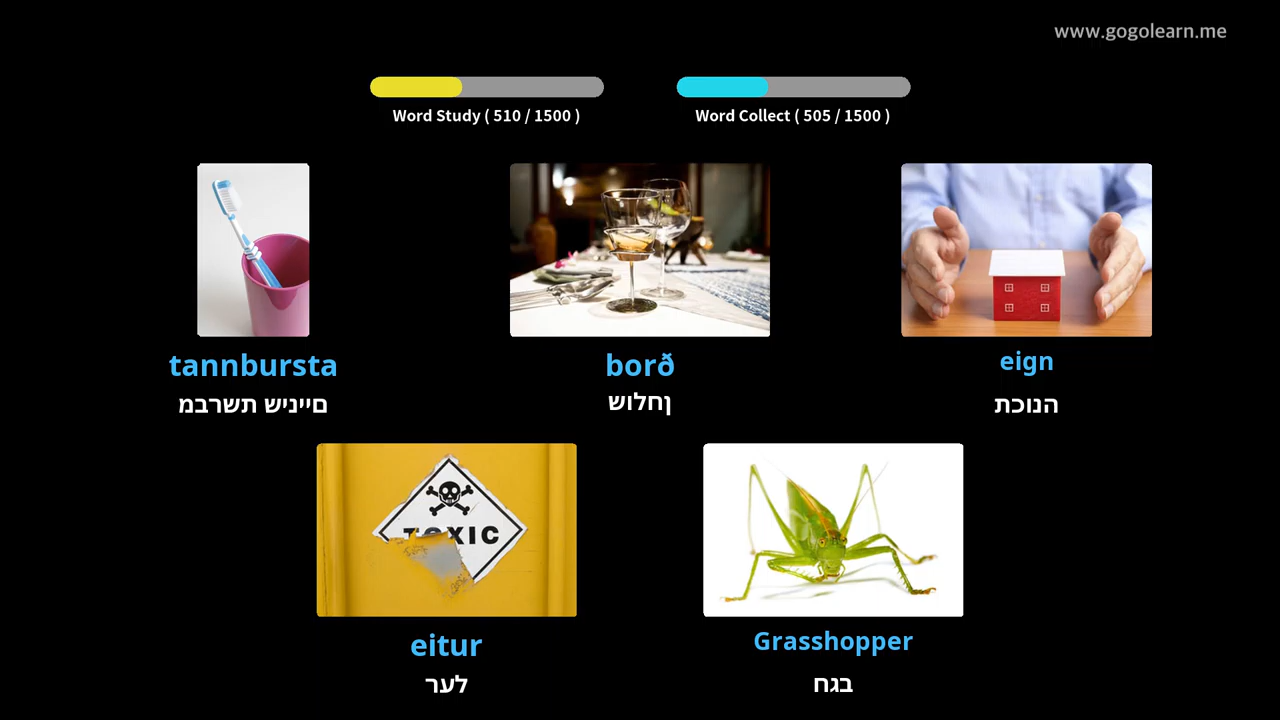 www.gogolearn.me
Word Study ( 510 / 1500 )
Word Collect ( 505 / 1500 )
tannbursta
מברשת שיניים
borð
שולחן
eign
תכונה
TOXIC
eitur
רעל
Grasshopper
חגב